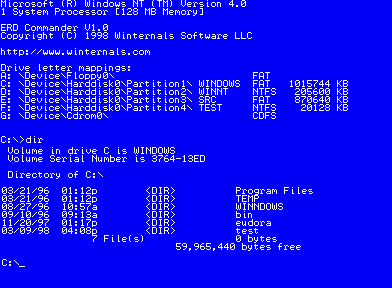 Microsoft (R) Windows NT (TM) Version 4.0
1 System Processor [128 MB Memory]
ERD Commander V1.0
Copyright (C) 1998 Winternals Software LLC
http://www.winternals.com
Drive letter mappings:
A: \Device\Floppy0\ FAT
C: \Device\Harddisk0\Partition1\ WINDOWS FAT 1015744 KB
D: \Device\Harddisk0\Partition2\ WINNT NTFS 205600 KB
E: \Device\Harddisk0\Partition3\ SRC FAT 870640 KB
F: \Device\Harddisk0\Partition4\ TEST NTFS 20128 KB
G: \Device\Cdrom0\ CDFS
C:\>dir
Volume in drive C is WINDOWS
Volume Serial Number is 3764-13ED
Directory of C:\
03/21/96 01:12p <DIR> Program Files
03/21/96 01:12p <DIR> TEMP
08/27/96 10:57a <DIR> WINNDOWS
09/10/96 09:13a <DIR> bin
11/20/97 01:17p <DIR> eudora
03/09/98 04:08p <DIR> test
7 File(s) 0 bytes
59,965,440 bytes free
C:\_